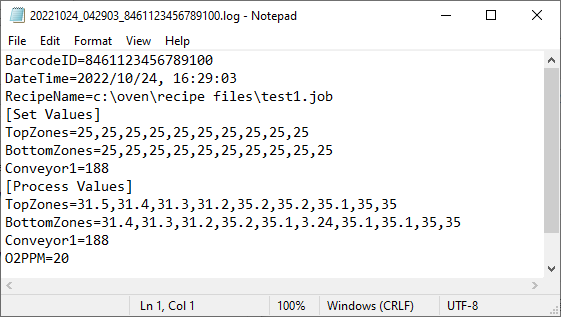 20221024_042903_8461123456789100.log - Notepad
File Edit Format View Help
BarcodeID=8461123456789100
DateTime=2022/10/24, 16:29:03
RecipeName=c:\oven\recipe files\test1.job
[Set Values]
TopZones=25,25,25,25,25,25,25,25,25,25
BottomZones=25,25,25,25,25,25,25,25,25,25
Conveyor1=188
[Process Values]
TopZones=31.5,31.4,31.3,31.2,35.2,35.2,35.1,35,35
BottomZones=31.4,31.3,31.2,35.2,35.1,3.24,35.1,35.1,35,35
Conveyor1=188
O2PPM=20
Ln 1, Col 1 100% Windows (CRLF) UTF-8